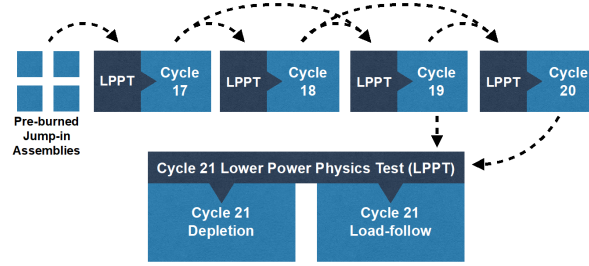 Pre-burned
Jump-in
Assemblies
LPPT
Cycle
17
LPPT
Cycle
18
LPPT
Cycle
19
LPPT
Cycle
20
Cycle 21 Lower Power Physics Test (LPPT)
Cycle 21
Depletion
Cycle 21
Load-follow